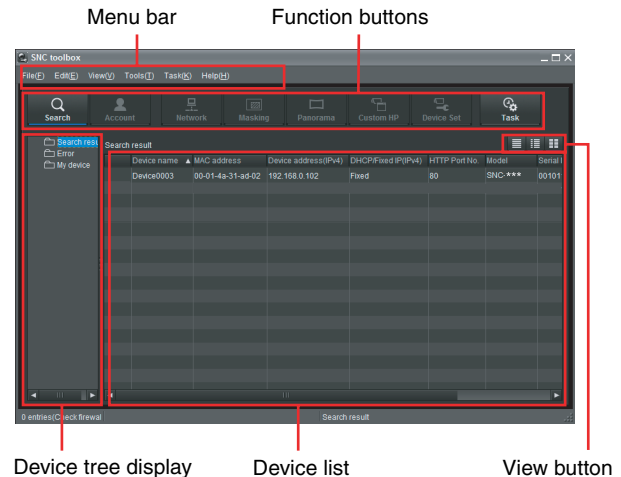 Menu bar
Function buttons
SNC toolbox
File(F) Edit(E) View(V) Tools(T) Task(K) Help(H)
Search Account Network Masking Panorama Custom HP Device Set Task
Search resu
Error
My device
Search result
Device name ▲ MAC address Device address(IPv4) DHCP/Fixed IP(IPv4) HTTP Port No. Model Serial
Device0003 00-01-4a-31-ad-02 192.168.0.102 Fixed 80 SNC-*** 00101
0 entries(Check firewal
Search result
Device tree display
Device list
View button